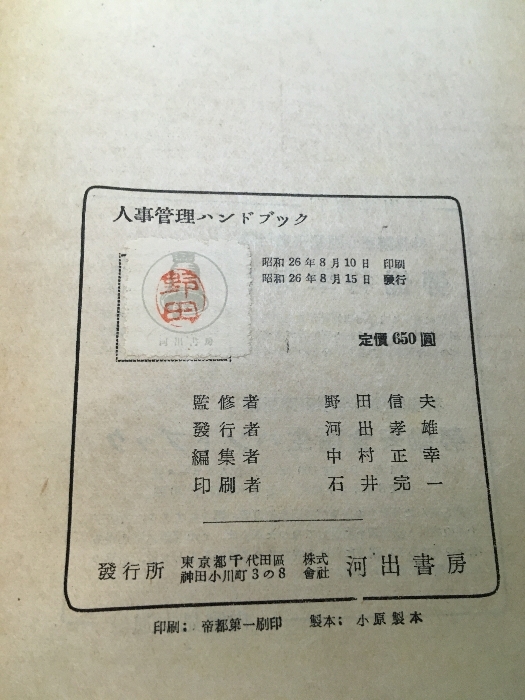 人事管理ハンドブック
昭和26年8月10日 印刷
昭和26年8月15日 發行
野田
河出書房
定價650圓
監修者 野田信夫
發行者 河出孝雄
編集者 中村正幸
印刷者 石井完一
發行所 東京都千代田區神田小川町3の8 株式會社 河出書房
印刷; 帝都第一刷印 製本; 小原製本